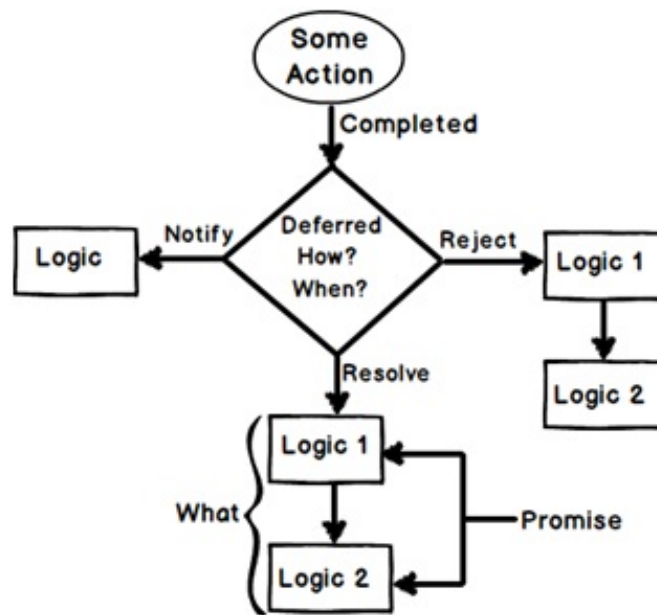 Some
Action
Completed
Deferred
How?
When?
Notify
Logic
Reject
Logic 1
Logic 2
Resolve
Logic 1
What
Promise
Logic 2